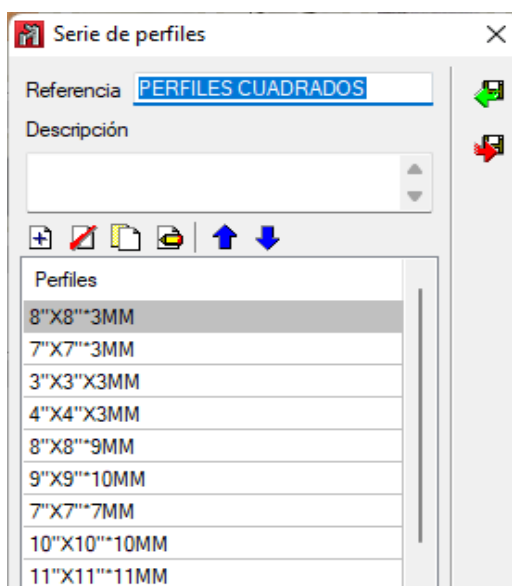 Serie de perfiles
Referencia PERFILES CUADRADOS
Descripción
Perfiles
8"X8"*3MM
7"X7"*3MM
3"X3"X3MM
4"X4"X3MM
8"X8"*9MM
9"X9"*10MM
7"X7"*7MM
10"X10"*10MM
11"X11"*11MM